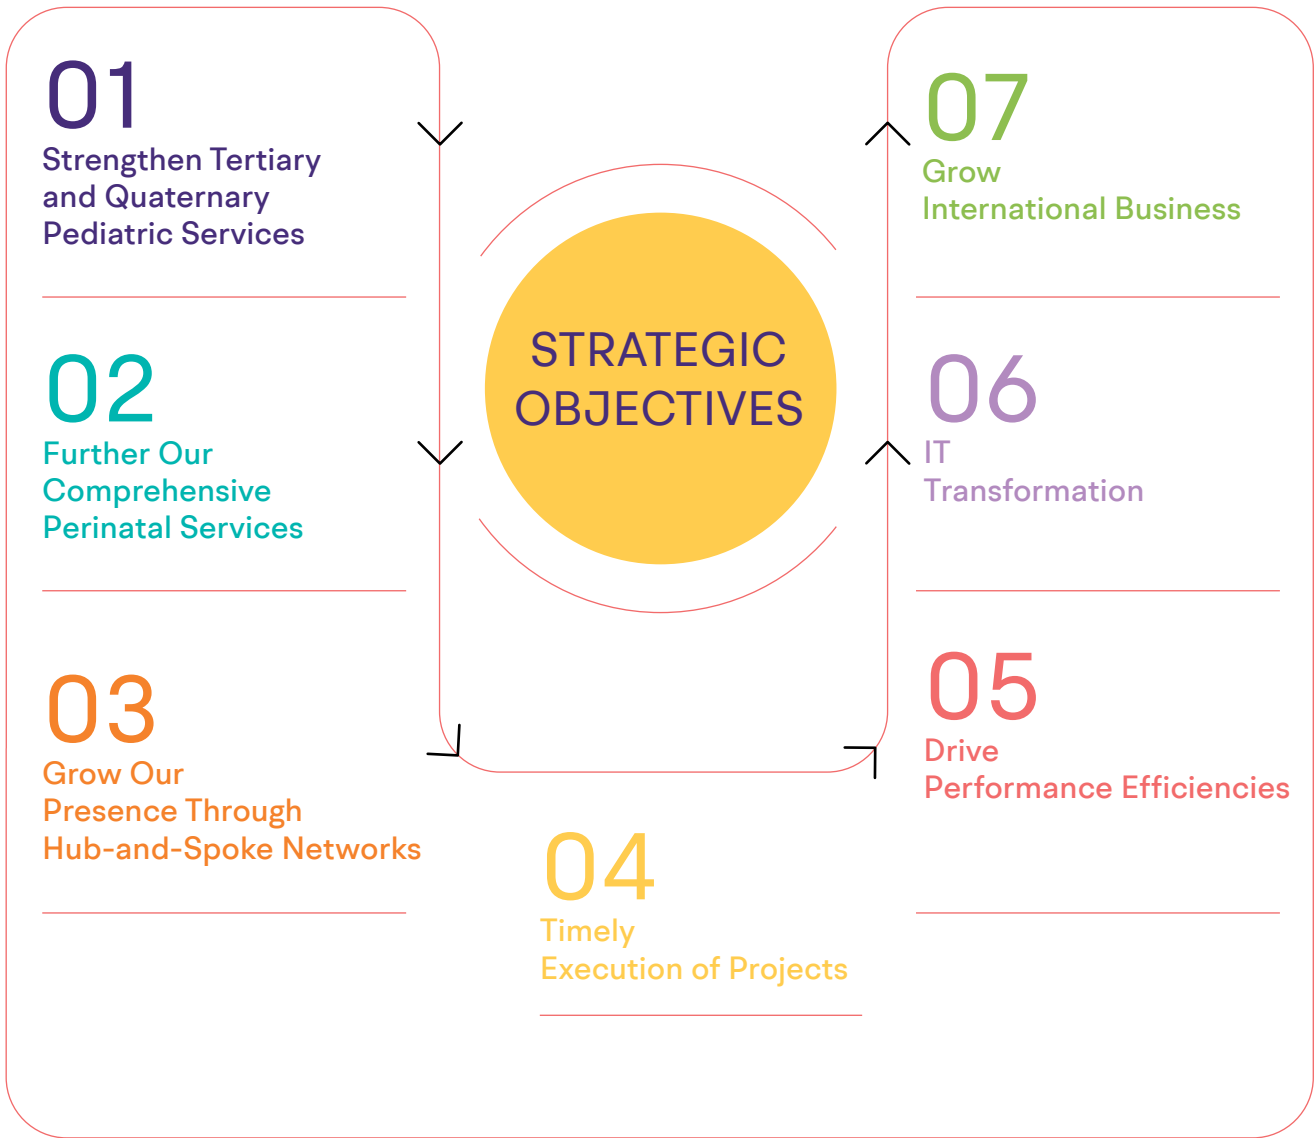 STRATEGIC
OBJECTIVES
01
Strengthen Tertiary
and Quaternary
Pediatric Services
02
Further Our
Comprehensive
Perinatal Services
03
Grow Our
Presence Through
Hub-and-Spoke Networks
04
Timely
Execution of Projects
05
Drive
Performance Efficiencies
06
IT
Transformation
07
Grow
International Business